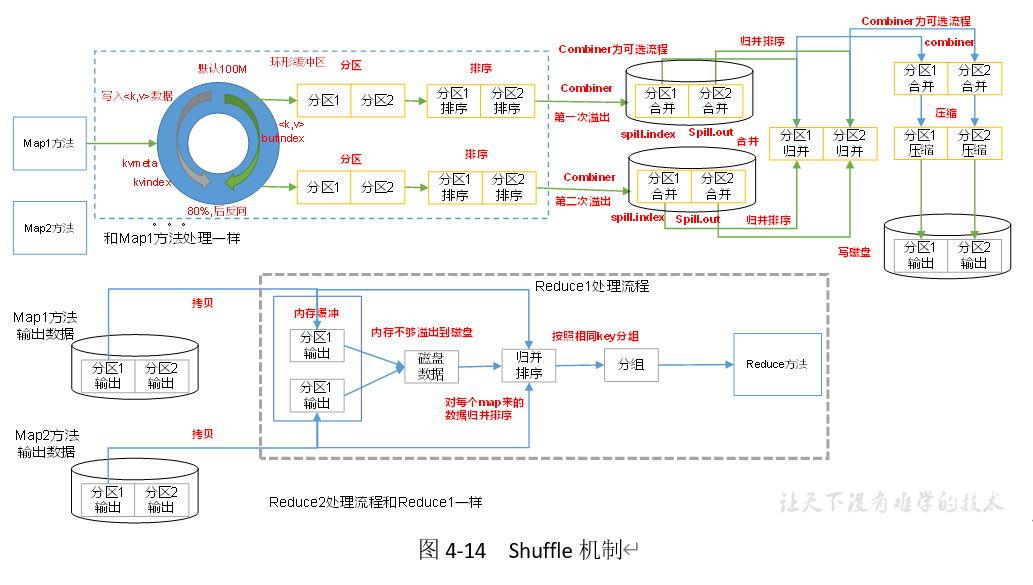 Combiner为可选流程
Combiner为可选流程
归并排序
combiner
默认100M
环形缓冲区
分区
排序
写入<k,v>数据
分区1
分区2
分区1
排序
分区2
排序
Combiner
第一次溢出
分区1
合并
分区2
合并
spill.index
Spill.out
合并
分区1
合并
分区2
合并
压缩
Map1方法
<k,v>
bufindex
kvmeta
kvindex
80%,后反向
分区
排序
分区1
分区2
分区1
排序
分区2
排序
Combiner
第二次溢出
分区1
合并
分区2
合并
spill.index
Spill.out
归并排序
分区1
归并
分区2
归并
分区1
压缩
分区2
压缩
写磁盘
分区1
输出
分区2
输出
Map2方法
。。。
和Map1方法处理一样
Reduce1处理流程
Map1方法
输出数据
拷贝
分区1
输出
分区2
输出
内存缓冲
分区1
输出
分区1
输出
内存不够溢出到磁盘
磁盘
数据
归并
排序
对每个map来的
数据归并排序
按照相同key分组
分组
Reduce方法
Map2方法
输出数据
拷贝
分区1
输出
分区2
输出
Reduce2处理流程和Reduce1一样
让天下没有难学的技术
图 4-14 Shuffle 机制